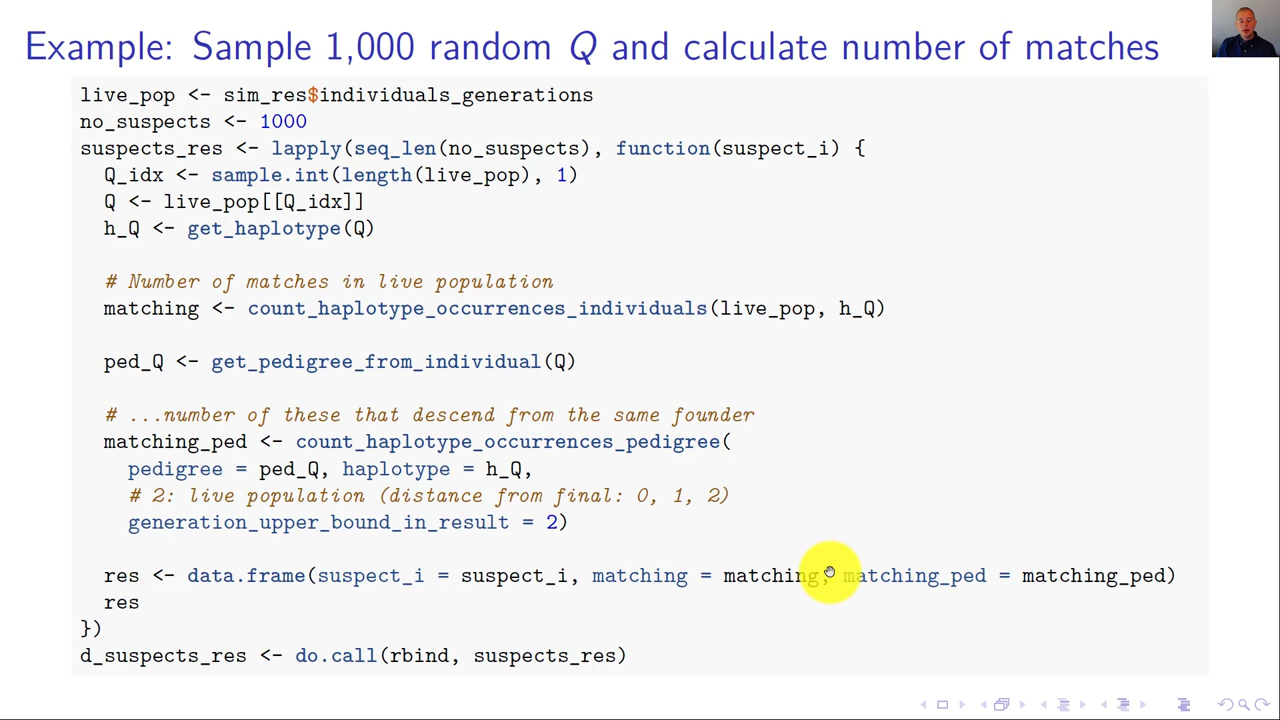 Example: Sample 1,000 random Q and calculate number of matches
live_pop <- sim_res$individuals_generations
no_suspects <- 1000
suspects_res <- lapply(seq_len(no_suspects), function(suspect_i) {
  Q_idx <- sample.int(length(live_pop), 1)
  Q <- live_pop[[Q_idx]]
  h_Q <- get_haplotype(Q)
  # Number of matches in live population
  matching <- count_haplotype_occurrences_individuals(live_pop, h_Q)
  ped_Q <- get_pedigree_from_individual(Q)
  # ...number of these that descend from the same founder
  matching_ped <- count_haplotype_occurrences_pedigree(
    pedigree = ped_Q, haplotype = h_Q,
    # 2: live population (distance from final: 0, 1, 2)
    generation_upper_bound_in_result = 2)
  res <- data.frame(suspect_i = suspect_i, matching = matching, matching_ped = matching_ped)
  res
})
d_suspects_res <- do.call(rbind, suspects_res)